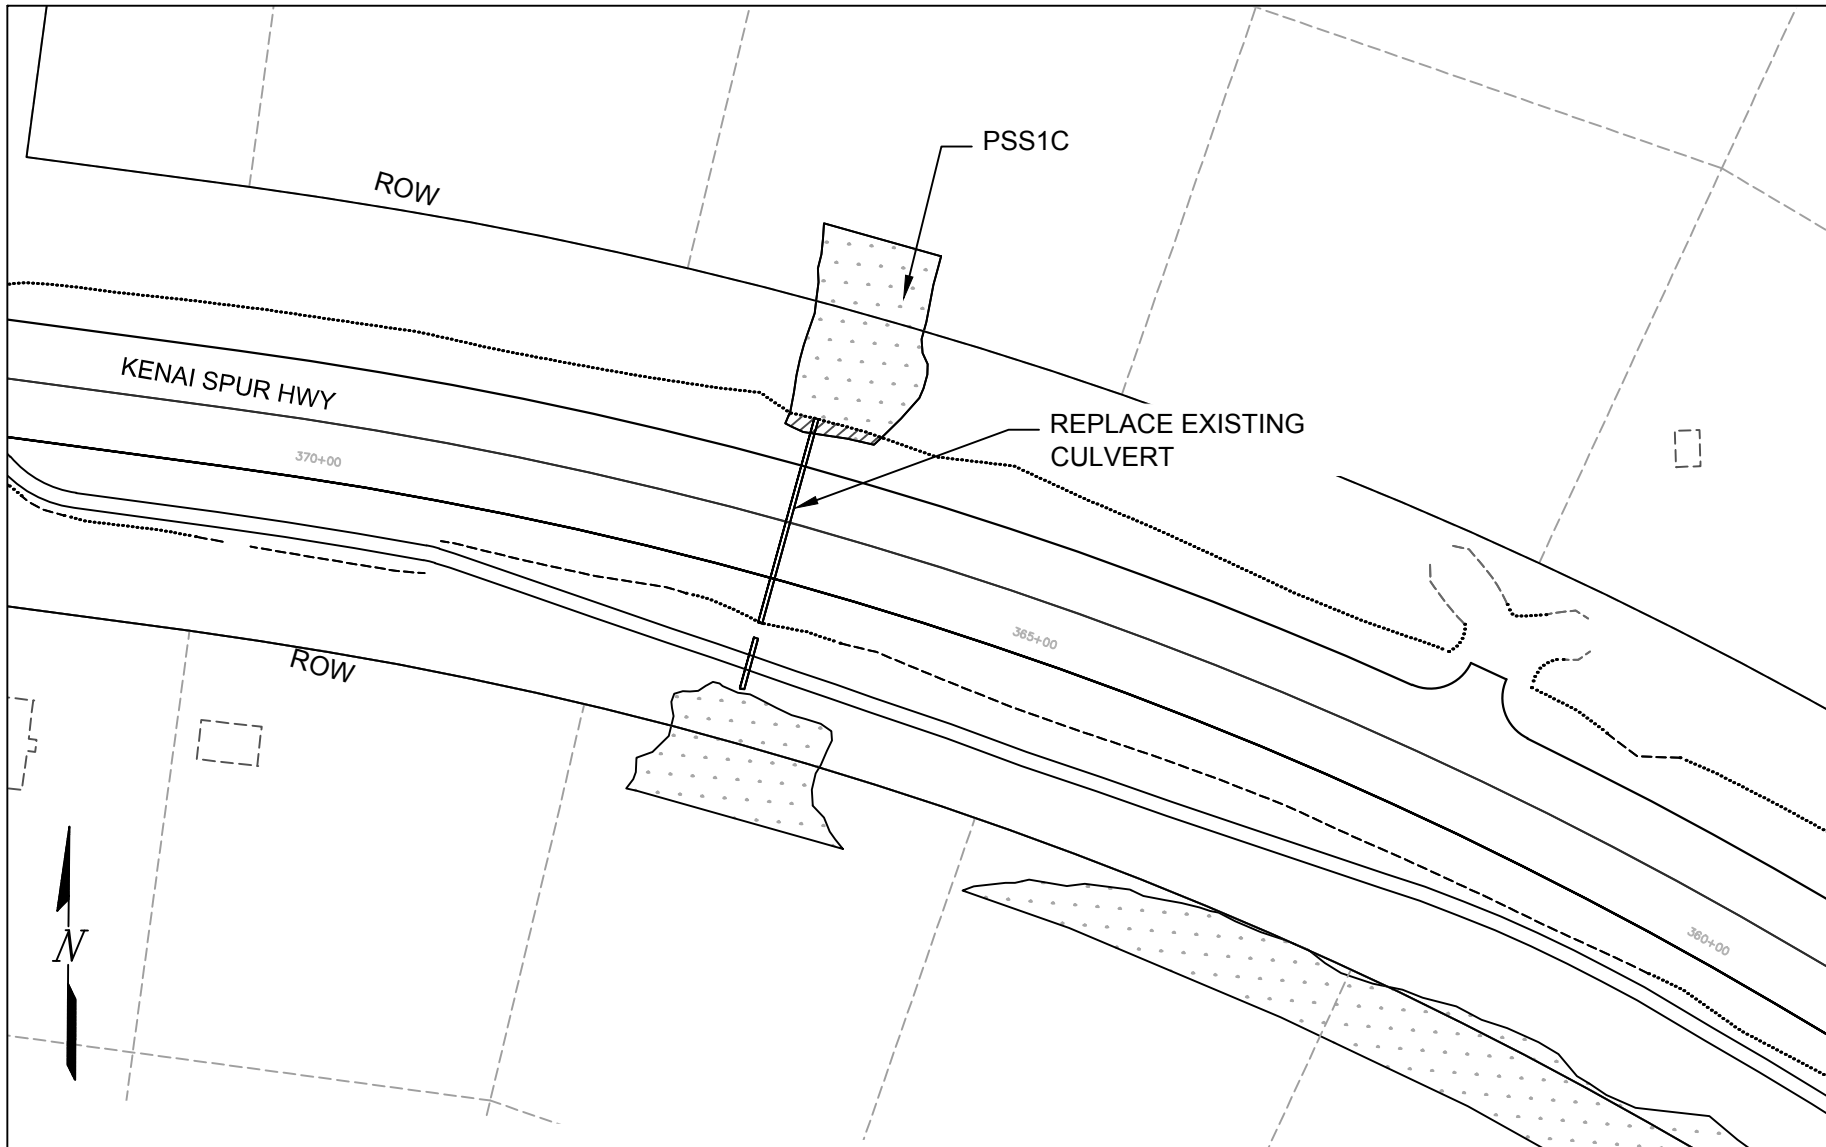 PSS1C
ROW
KENAI SPUR HWY
REPLACE EXISTING
CULVERT
370+00
365+00
ROW
360+00
N